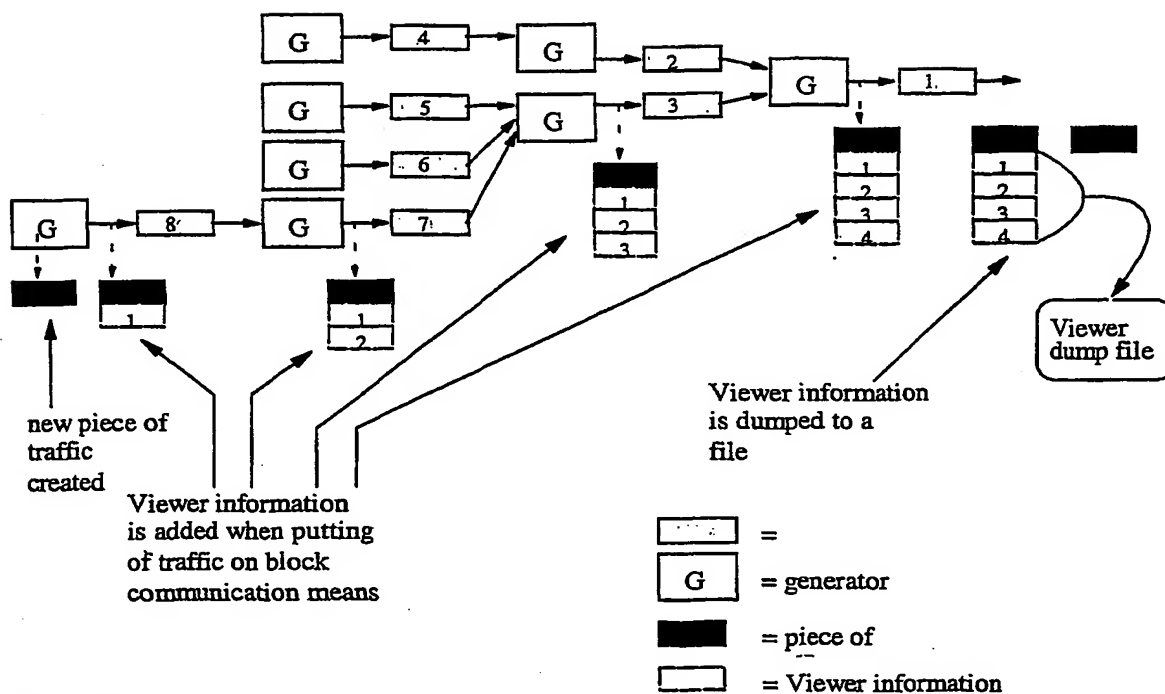 G 4 G 2
G 1
G 5 G 3
G 6
G 8 G 7
1
1
2
1
2
3
1
2
3
4
1
2
3
4
new piece of
traffic
created
Viewer information
is added when putting
of traffic on block
communication means
Viewer information
is dumped to a
file
Viewer
dump file
=
G = generator
= piece of
= Viewer information